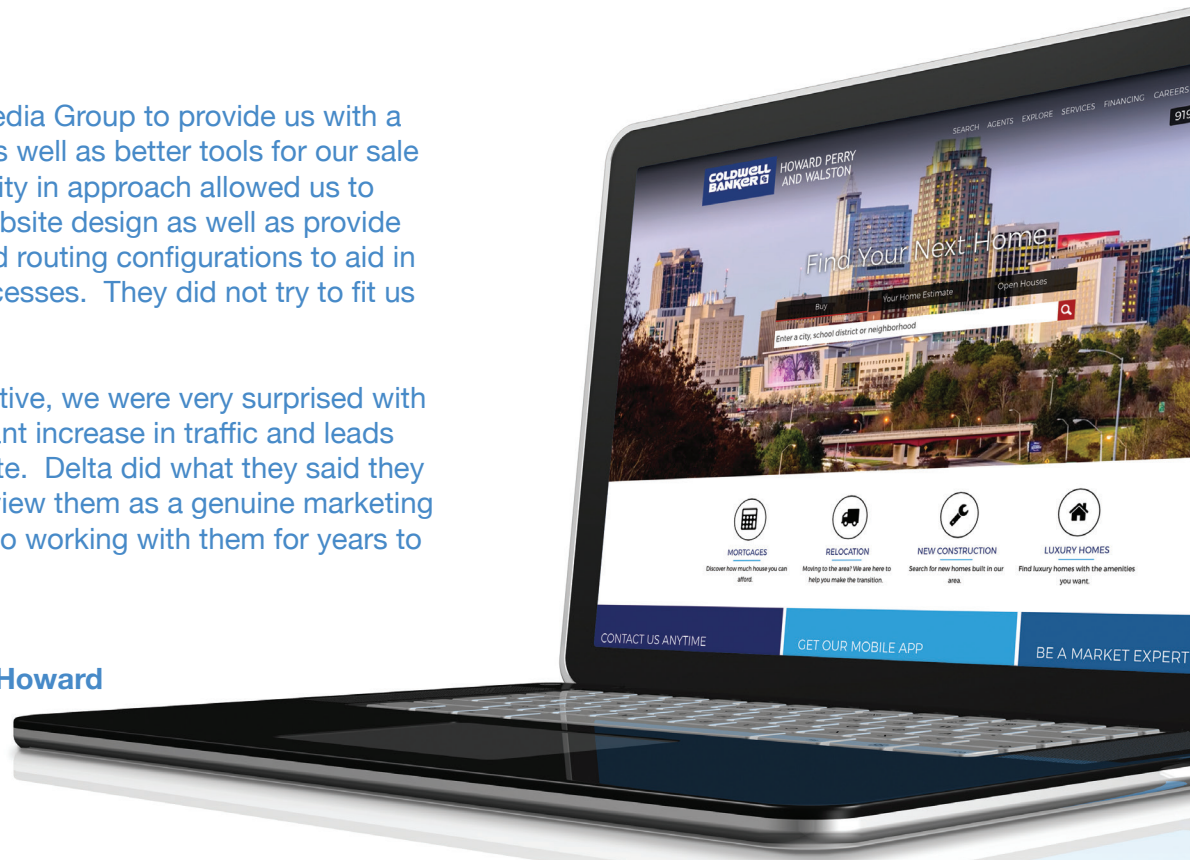 edia Group to provide us with a
s well as better tools for our sale
ity in approach allowed us to
bsite design as well as provide
d routing configurations to aid in
cesses.  They did not try to fit us
tive, we were very surprised with
ant increase in traffic and leads
te.  Delta did what they said they
view them as a genuine marketing
o working with them for years to
Howard
SEARCH AGENTS EXPLORE SERVICES FINANCING CAREERS
919
COLDWELL
BANKER
HOWARD PERRY
AND WALSTON
Find Your Next Home
Buy
Your Home Estimate
Open Houses
Enter a city, school district or neighborhood
MORTGAGES
Discover how much house you can
afford.
RELOCATION
Moving to the area? We are here to
help you make the transition.
NEW CONSTRUCTION
Search for new homes built in our
area.
LUXURY HOMES
Find luxury homes with the amenities
you want.
CONTACT US ANYTIME
GET OUR MOBILE APP
BE A MARKET EXPERT